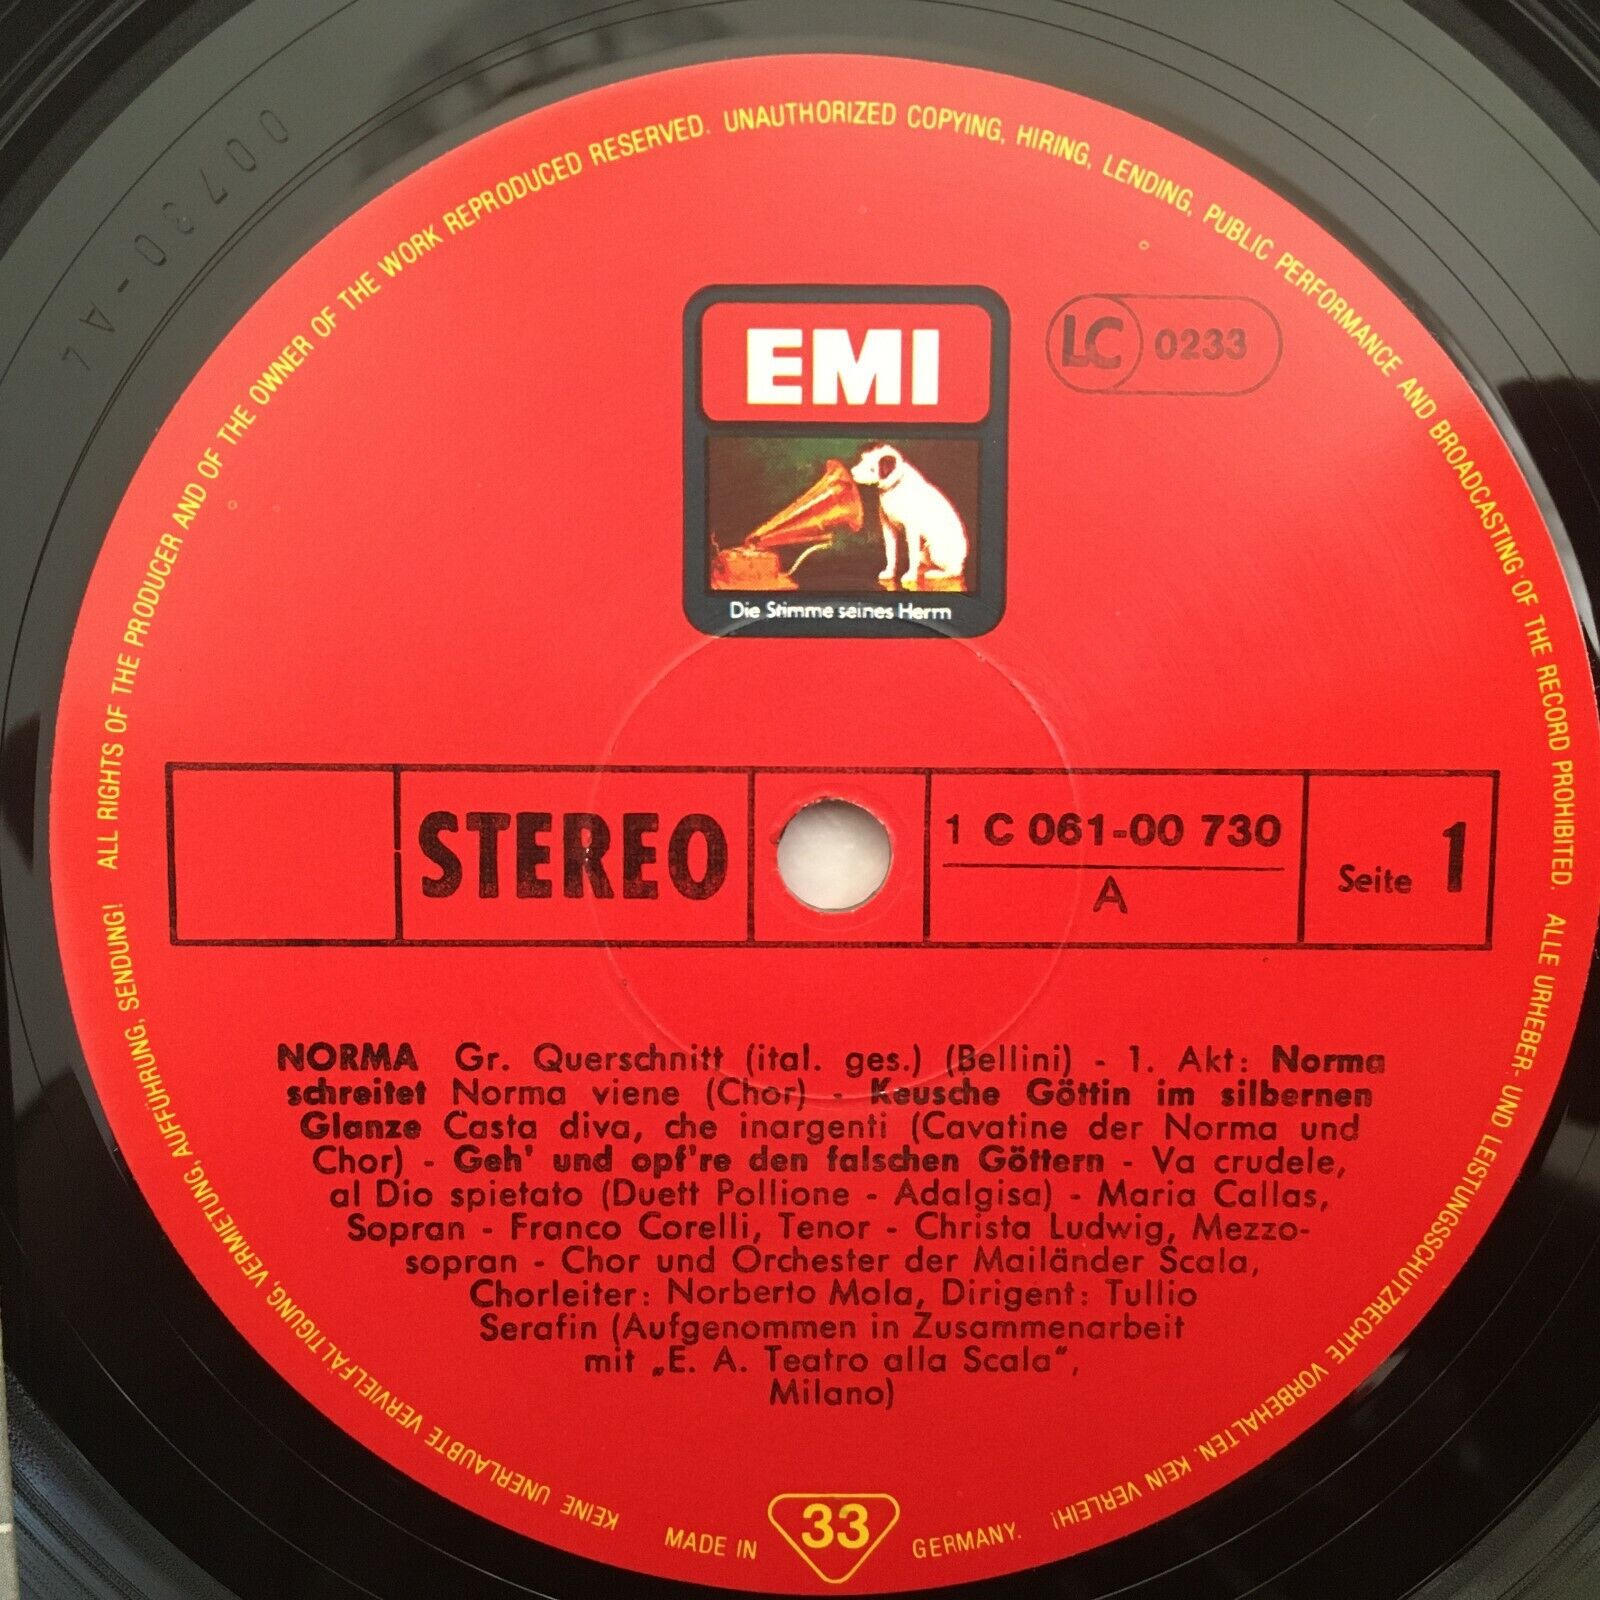 00730-A L
ALL RIGHTS OF THE PRODUCER AND OF THE OWNER OF THE WORK REPRODUCED RESERVED. UNAUTHORIZED COPYING, HIRING, LENDING, PUBLIC PERFORMANCE AND BROADCASTING OF THE RECORD PROHIBITED.
EMI
Die Stimme seines Herrn
LC 0233
STEREO
1 C 061-00 730
A
Seite 1
NORMA Gr. Querschnitt (ital. ges.) (Bellini) - 1. Akt: Norma
schreitet Norma viene (Chor) - Keusche Göttin im silbernen
Glanze Casta diva, che inargenti (Cavatine der Norma und
Chor) - Geh' und opf're den falschen Göttern - Va crudele,
al Dio spietato (Duett Pollione - Adalgisa) - Maria Callas,
Sopran - Franco Corelli, Tenor - Christa Ludwig, Mezzo-
sopran - Chor und Orchester der Mailänder Scala,
Chorleiter: Norberto Mola, Dirigent: Tullio
Serafin (Aufgenommen in Zusammenarbeit
mit „E. A. Teatro alla Scala",
Milano)
ALLE URHEBER- UND LEISTUNGSSCHUTZRECHTE VORBEHALTEN. KEIN VERLEIH! KEINE UNERLAUBTE VERVIELFÄLTIGUNG, VERMIETUNG, AUFFÜHRUNG, SENDUNG!
MADE IN 33 GERMANY.